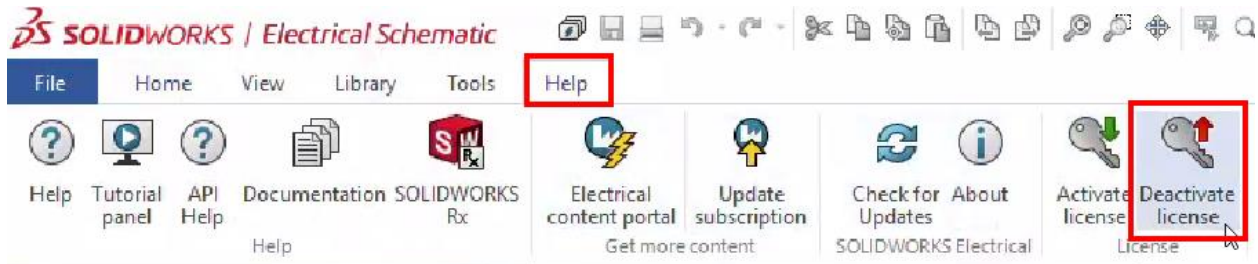 SOLIDWORKS | Electrical Schematic
File Home View Library Tools Help
Help Tutorial panel API Help Documentation SOLIDWORKS Rx Electrical content portal Update subscription Check for Updates About Activate license Deactivate license
Help Get more content SOLIDWORKS Electrical License